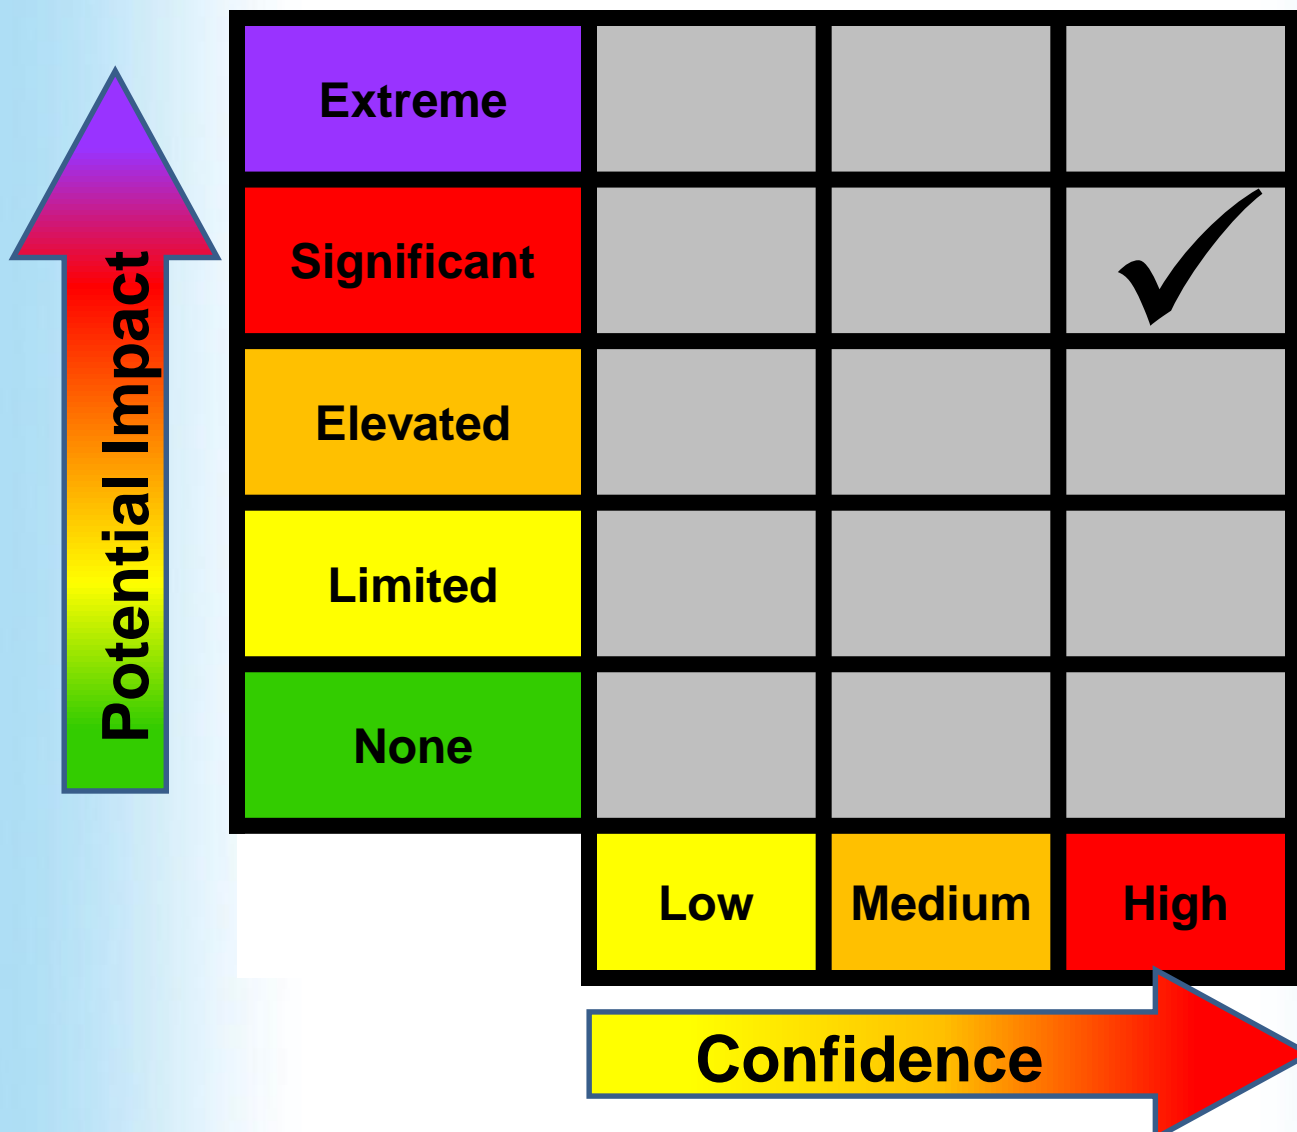 Potential Impact
Extreme
Significant
Elevated
Limited
None
Low Medium High
Confidence